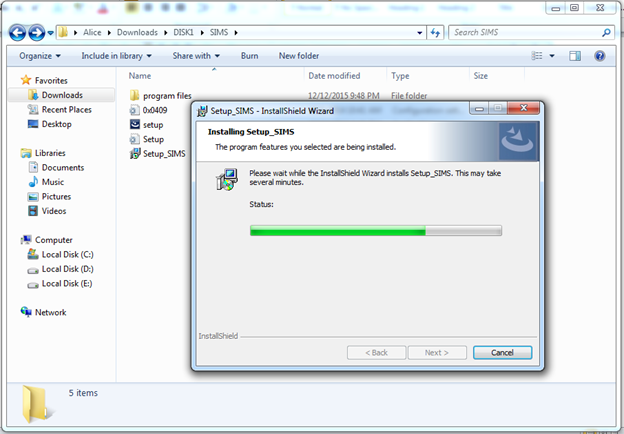 Alice ▸ Downloads ▸ DISK1 ▸ SIMS ▸
Search SIMS
Organize Include in library Share with Burn New folder
Name Date modified Type Size
Favorites
Downloads
Recent Places
Desktop
Libraries
Documents
Music
Pictures
Videos
Computer
Local Disk (C:)
Local Disk (D:)
Local Disk (E:)
Network
program files 12/12/2015 9:48 PM File folder
0x0409
setup
Setup
Setup_SIMS
Setup_SIMS - InstallShield Wizard
Installing Setup_SIMS
The program features you selected are being installed.
Please wait while the InstallShield Wizard installs Setup_SIMS. This may take
several minutes.
Status:
InstallShield
< Back Next > Cancel
5 items